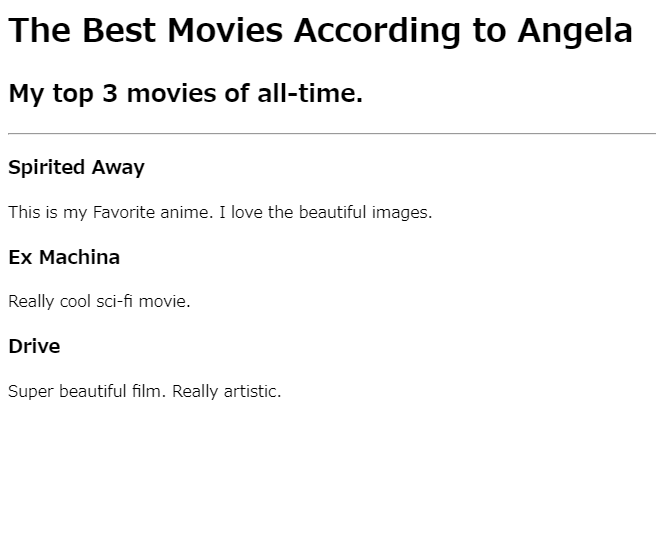 The Best Movies According to Angela
My top 3 movies of all-time.
Spirited Away
This is my Favorite anime. I love the beautiful images.
Ex Machina
Really cool sci-fi movie.
Drive
Super beautiful film. Really artistic.